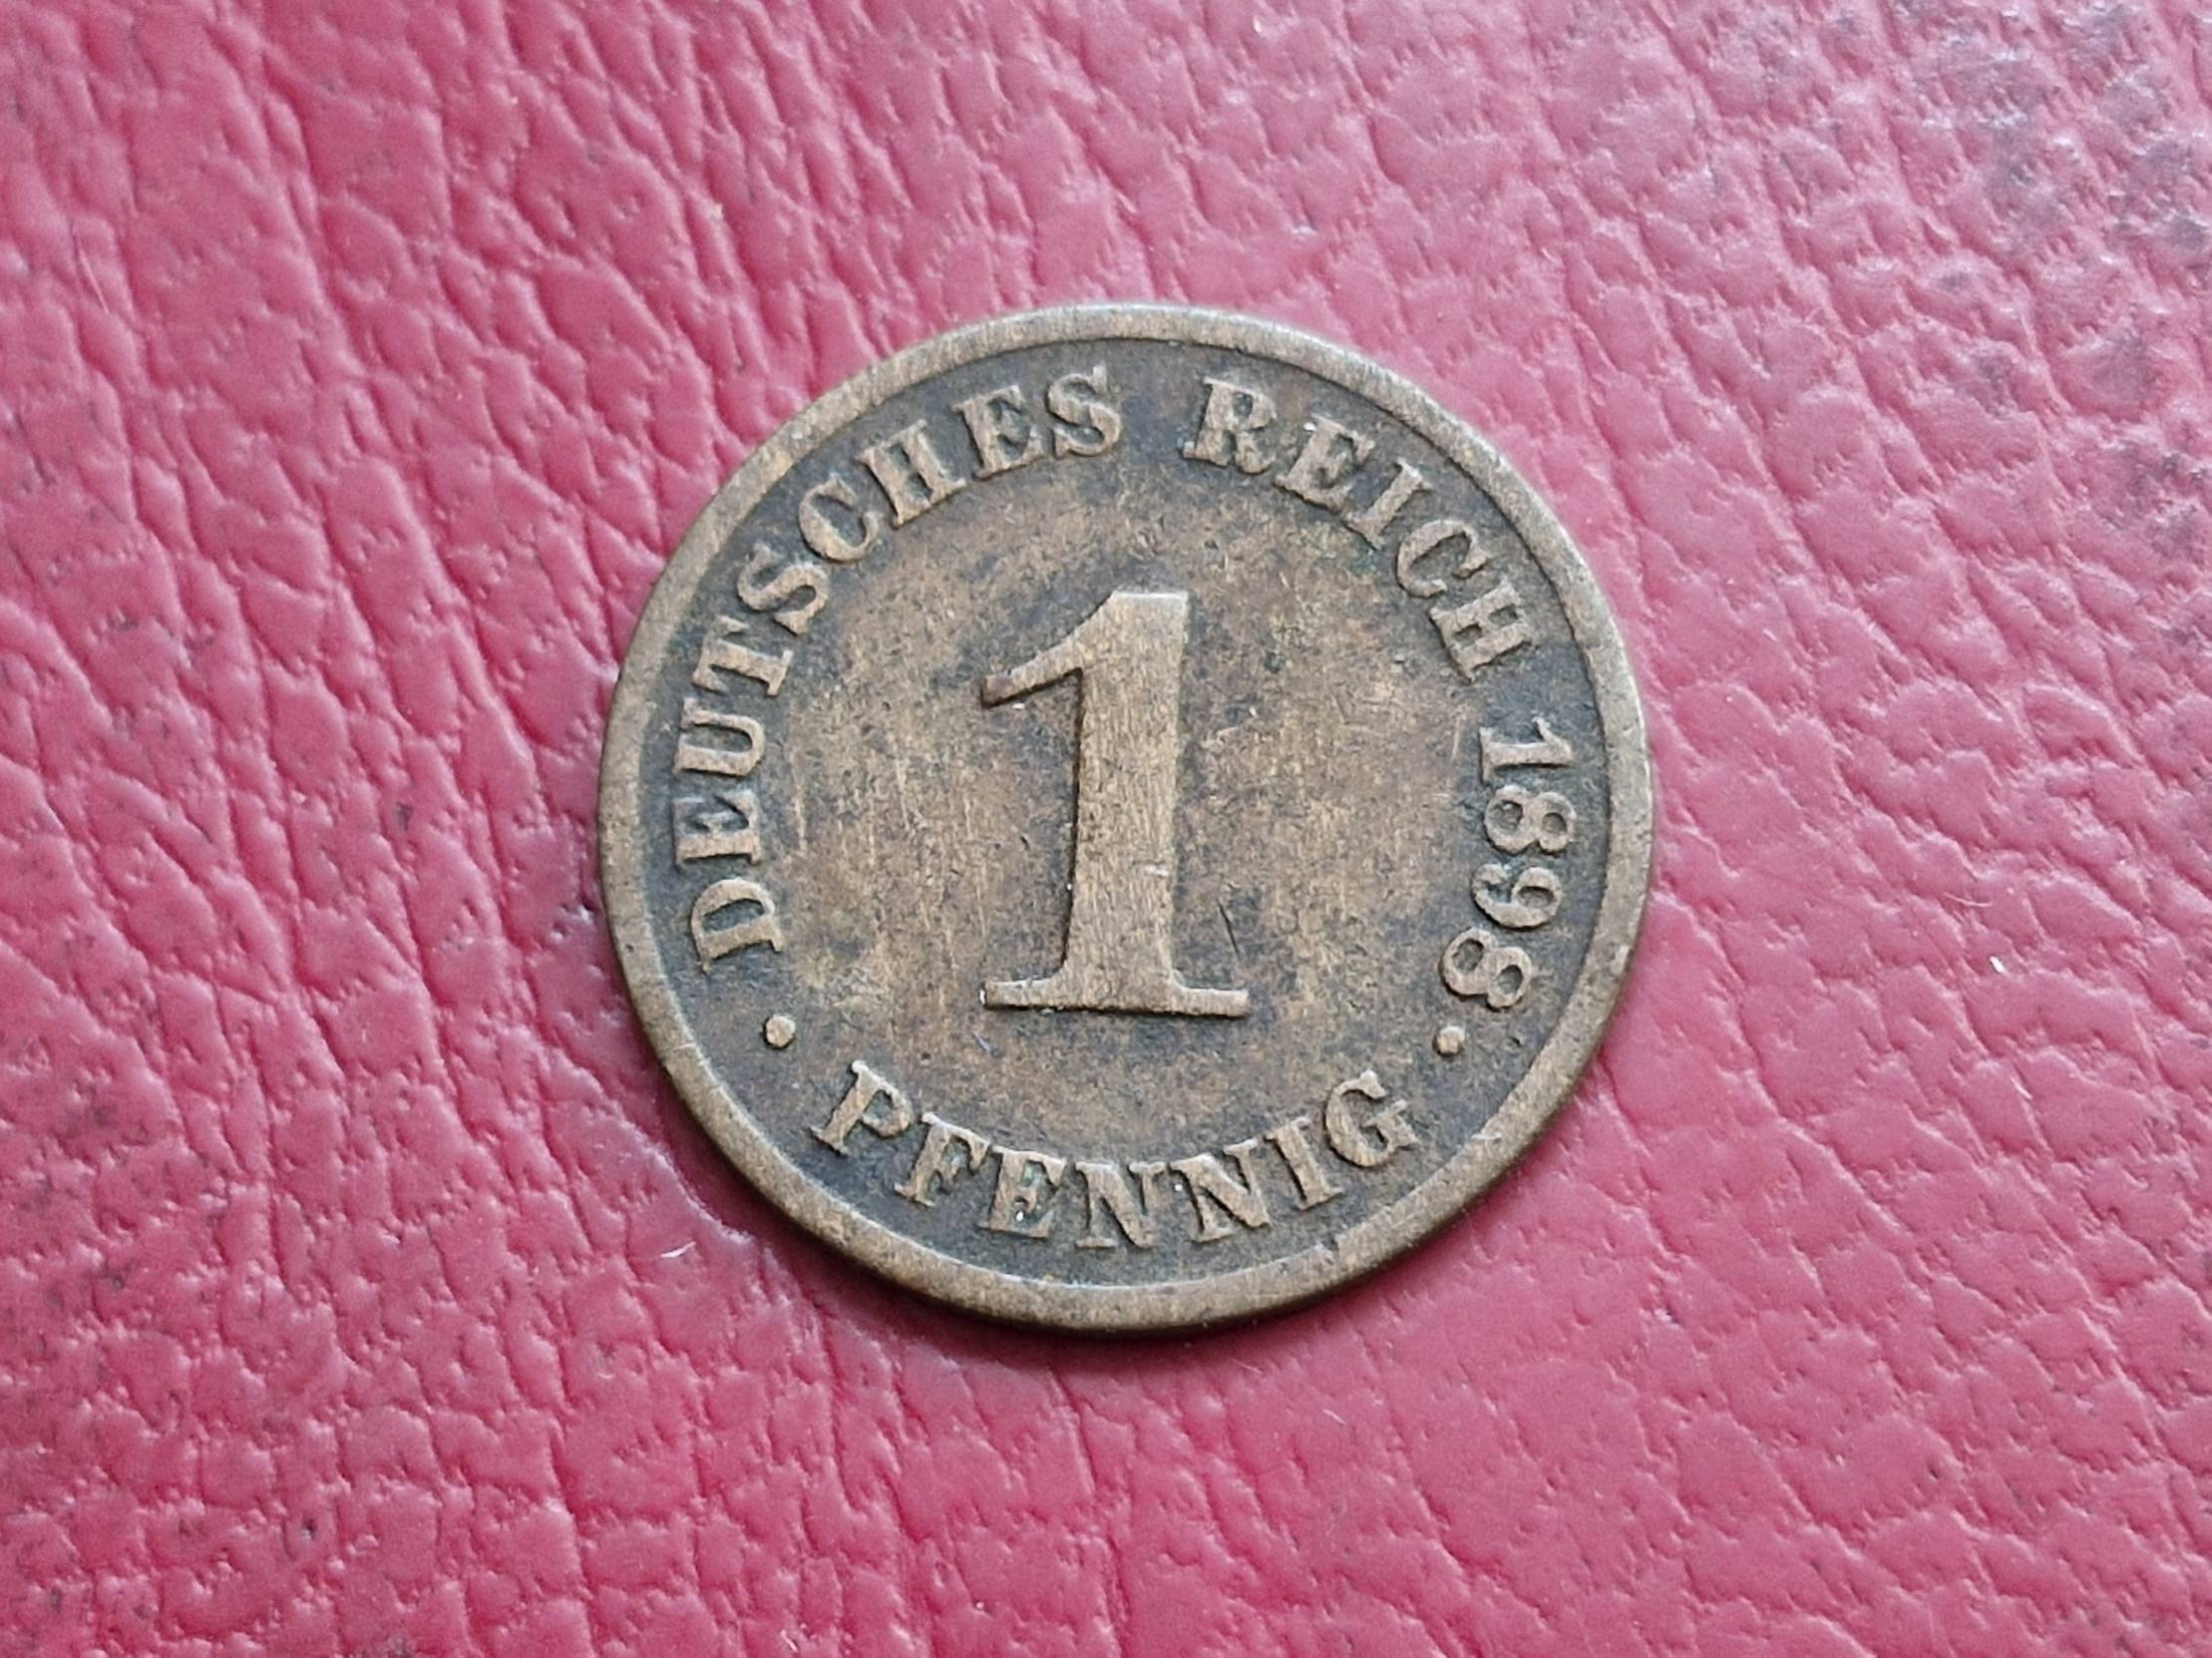 DEUTSCHES REICH 1898
1
• PFENNIG •